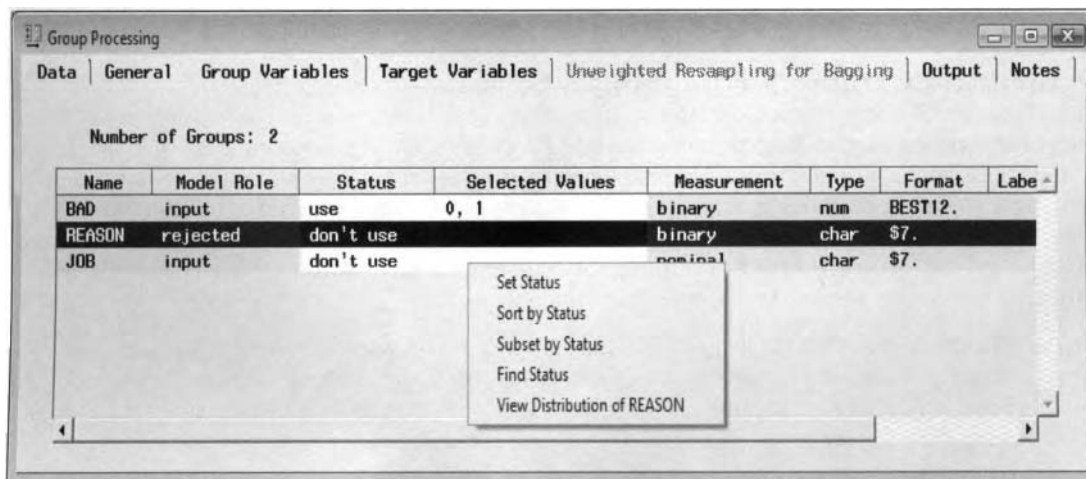 Group Processing
Data General Group Variables Target Variables Unweighted Resampling for Bagging Output Notes
Number of Groups: 2
Name Model Role Status Selected Values Measurement Type Format Labe
BAD input use 0, 1 binary num BEST12.
REASON rejected don't use binary char $7.
JOB input don't use nominal char $7.
Set Status
Sort by Status
Subset by Status
Find Status
View Distribution of REASON